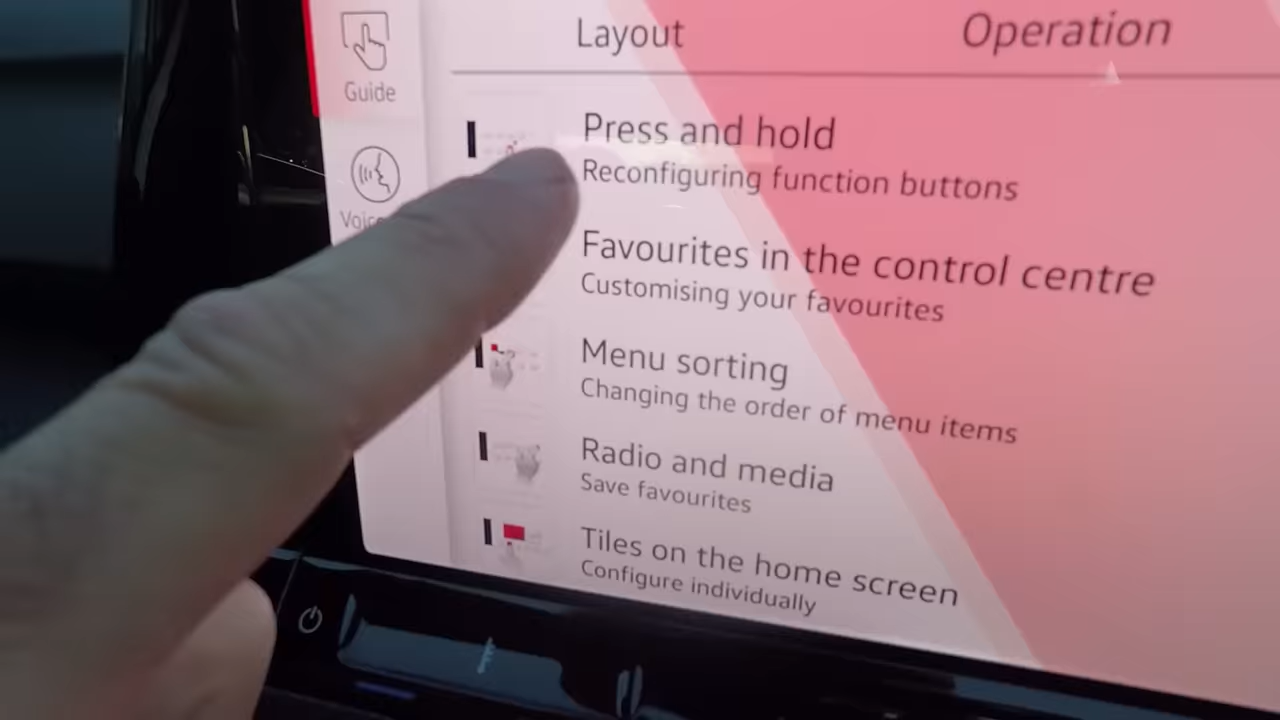 Layout
Operation
Guide
Press and hold
Reconfiguring function buttons
Favourites in the control centre
Customising your favourites
Menu sorting
Changing the order of menu items
Radio and media
Save favourites
Tiles on the home screen
Configure individually